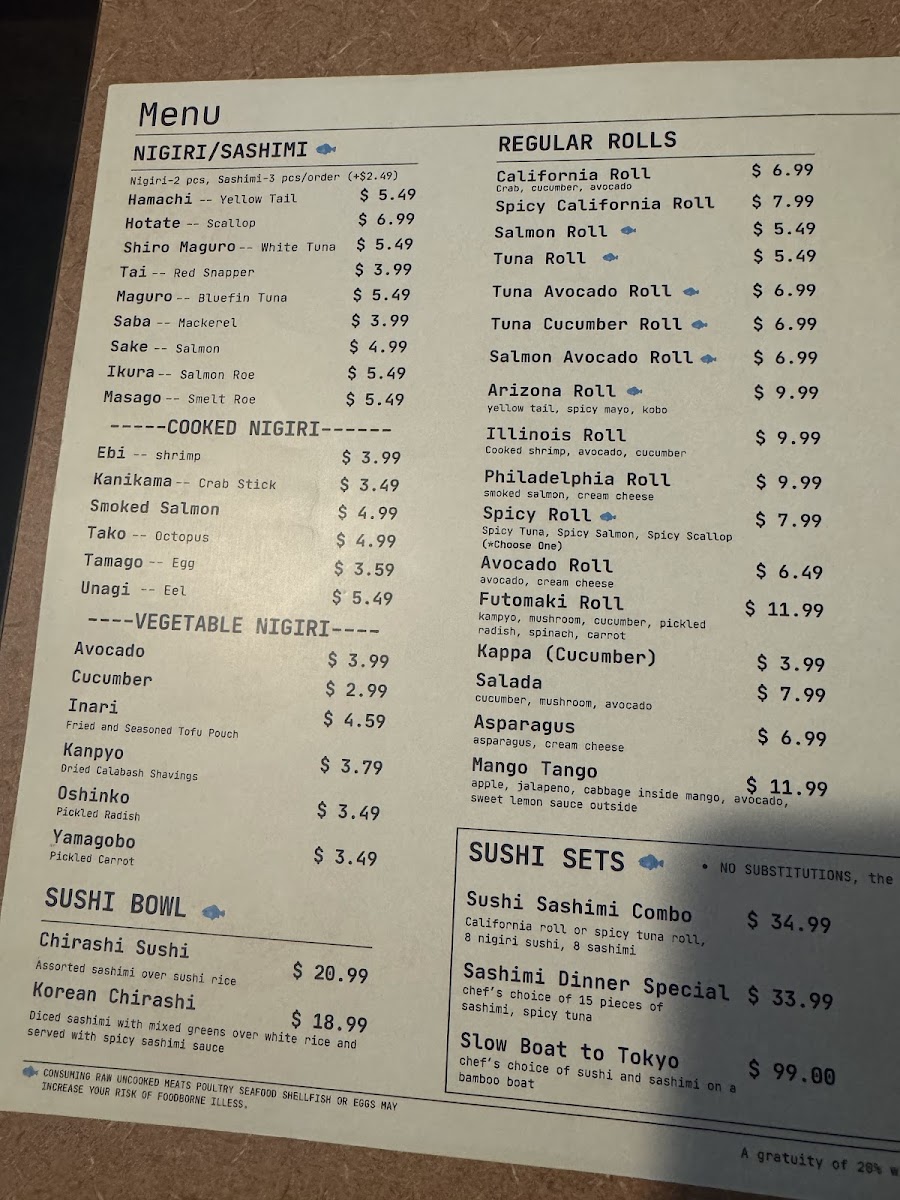 Menu
NIGIRI/SASHIMI
Nigiri-2 pcs, Sashimi-3 pcs/order (+$2.49)
Hamachi -- Yellow Tail $ 5.49
Hotate -- Scallop $ 6.99
Shiro Maguro -- White Tuna $ 5.49
Tai -- Red Snapper $ 3.99
Maguro -- Bluefin Tuna $ 5.49
Saba -- Mackerel $ 3.99
Sake -- Salmon $ 4.99
Ikura -- Salmon Roe $ 5.49
Masago -- Smelt Roe $ 5.49
-----COOKED NIGIRI------
Ebi -- shrimp $ 3.99
Kanikama -- Crab Stick $ 3.49
Smoked Salmon $ 4.99
Tako -- Octopus $ 4.99
Tamago -- Egg $ 3.59
Unagi -- Eel $ 5.49
----VEGETABLE NIGIRI----
Avocado $ 3.99
Cucumber $ 2.99
Inari $ 4.59
Fried and Seasoned Tofu Pouch
Kanpyo $ 3.79
Dried Calabash Shavings
Oshinko $ 3.49
Pickled Radish
Yamagobo $ 3.49
Pickled Carrot
SUSHI BOWL
Chirashi Sushi $ 20.99
Assorted sashimi over sushi rice
Korean Chirashi $ 18.99
Diced sashimi with mixed greens over white rice and
served with spicy sashimi sauce
CONSUMING RAW UNCOOKED MEATS POULTRY SEAFOOD SHELLFISH OR EGGS MAY
INCREASE YOUR RISK OF FOODBORNE ILLESS.
REGULAR ROLLS
California Roll $ 6.99
Crab, cucumber, avocado
Spicy California Roll $ 7.99
Salmon Roll $ 5.49
Tuna Roll $ 5.49
Tuna Avocado Roll $ 6.99
Tuna Cucumber Roll $ 6.99
Salmon Avocado Roll $ 6.99
Arizona Roll $ 9.99
yellow tail, spicy mayo, kobo
Illinois Roll $ 9.99
Cooked shrimp, avocado, cucumber
Philadelphia Roll $ 9.99
smoked salmon, cream cheese
Spicy Roll $ 7.99
Spicy Tuna, Spicy Salmon, Spicy Scallop
(*Choose One)
Avocado Roll $ 6.49
avocado, cream cheese
Futomaki Roll $ 11.99
kampyo, mushroom, cucumber, pickled
radish, spinach, carrot
Kappa (Cucumber) $ 3.99
Salada $ 7.99
cucumber, mushroom, avocado
Asparagus $ 6.99
asparagus, cream cheese
Mango Tango $ 11.99
apple, jalapeno, cabbage inside mango, avocado,
sweet lemon sauce outside
SUSHI SETS • NO SUBSTITUTIONS, the
Sushi Sashimi Combo $ 34.99
California roll or spicy tuna roll,
8 nigiri sushi, 8 sashimi
Sashimi Dinner Special $ 33.99
chef's choice of 15 pieces of
sashimi, spicy tuna
Slow Boat to Tokyo $ 99.00
chef's choice of sushi and sashimi on a
bamboo boat
A gratuity of 20% w